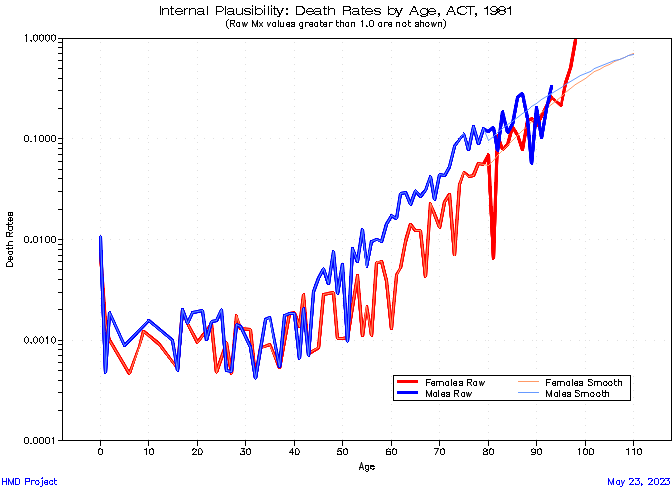 Internal Plausibility: Death Rates by Age, ACT, 1981
(Raw Mx values greater than 1.0 are not shown)
1.0000
0.1000
0.0100
0.0010
0.0001
Death Rates
Females Raw
Females Smooth
Males Raw
Males Smooth
0 10 20 30 40 50 60 70 80 90 100 110
Age
HMD Project
May 23, 2023